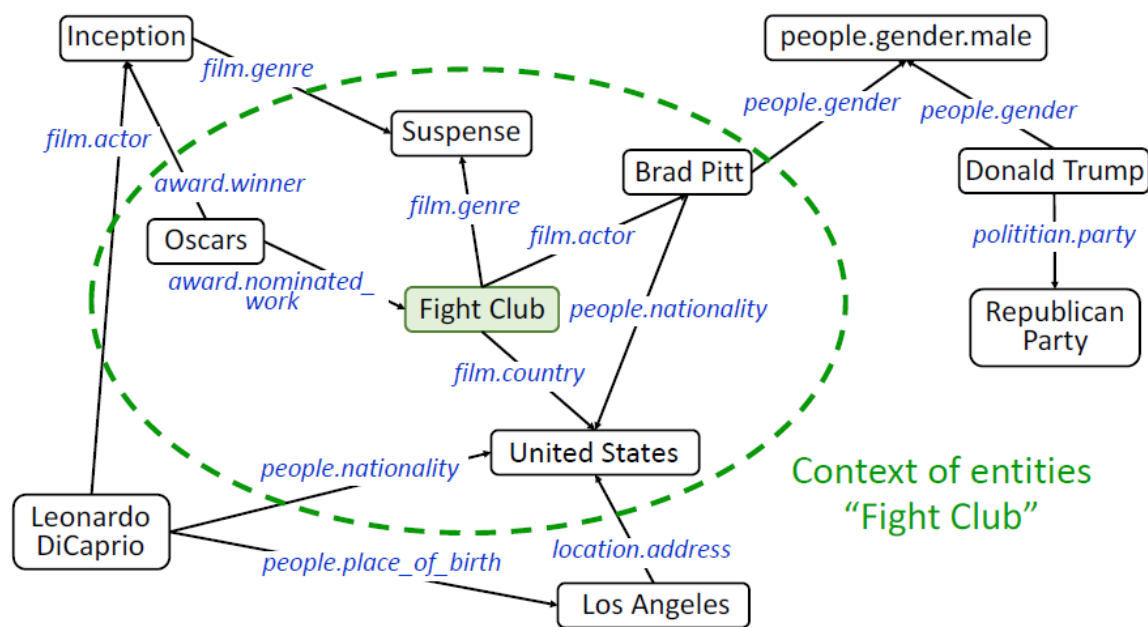 Inception
people.gender.male
film.genre
people.gender
people.gender
film.actor
Suspense
Brad Pitt
Donald Trump
award.winner
film.genre
Oscars
film.actor
polititian.party
award.nominated_
work
Fight Club
people.nationality
Republican
Party
film.country
United States
people.nationality
Context of entities
“Fight Club”
Leonardo
DiCaprio
location.address
people.place_of_birth
Los Angeles